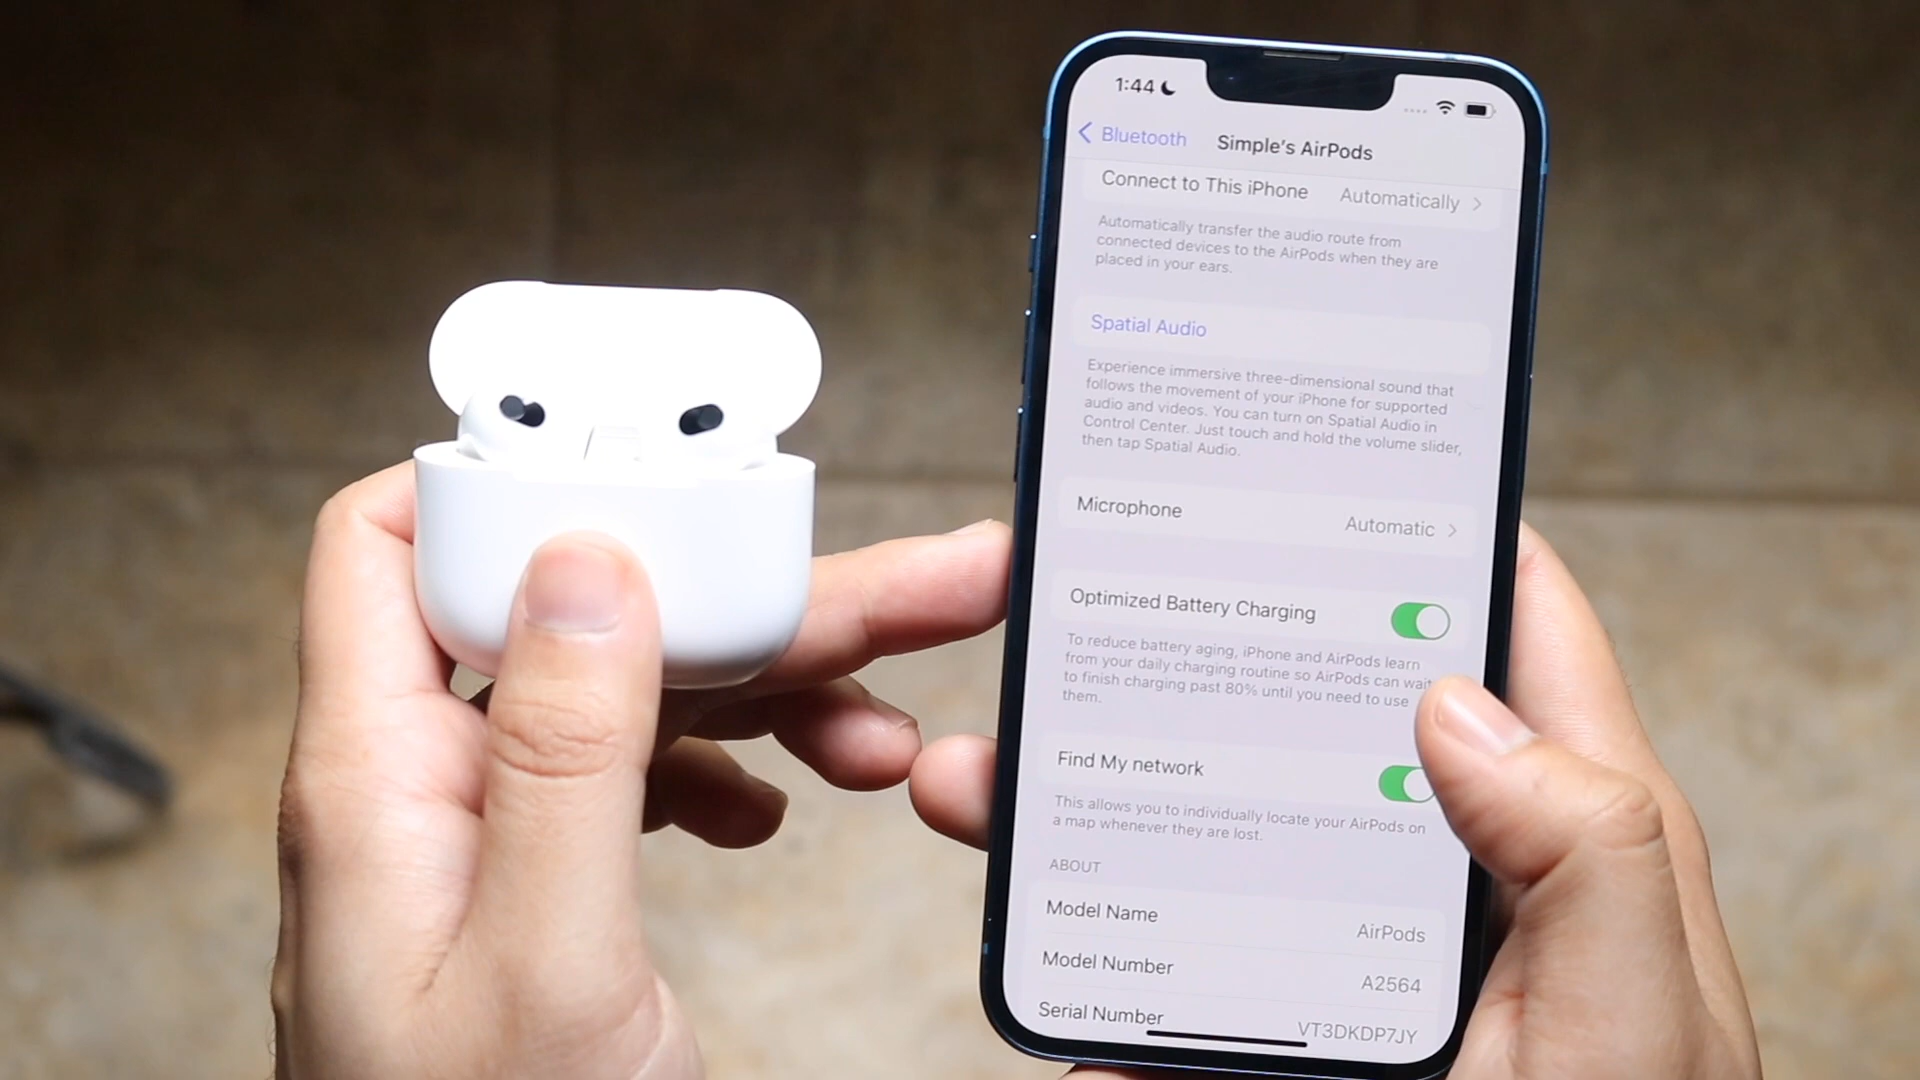 1:44
Bluetooth Simple's AirPods
Connect to This iPhone Automatically
Automatically transfer the audio route from
connected devices to the AirPods when they are
placed in your ears.
Spatial Audio
Experience immersive three-dimensional sound that
follows the movement of your iPhone for supported
audio and videos. You can turn on Spatial Audio in
Control Center. Just touch and hold the volume slider,
then tap Spatial Audio.
Microphone Automatic
Optimized Battery Charging
To reduce battery aging, iPhone and AirPods learn
from your daily charging routine so AirPods can wait
to finish charging past 80% until you need to use
them.
Find My network
This allows you to individually locate your AirPods on
a map whenever they are lost.
ABOUT
Model Name AirPods
Model Number A2564
Serial Number VT3DKDP7JY